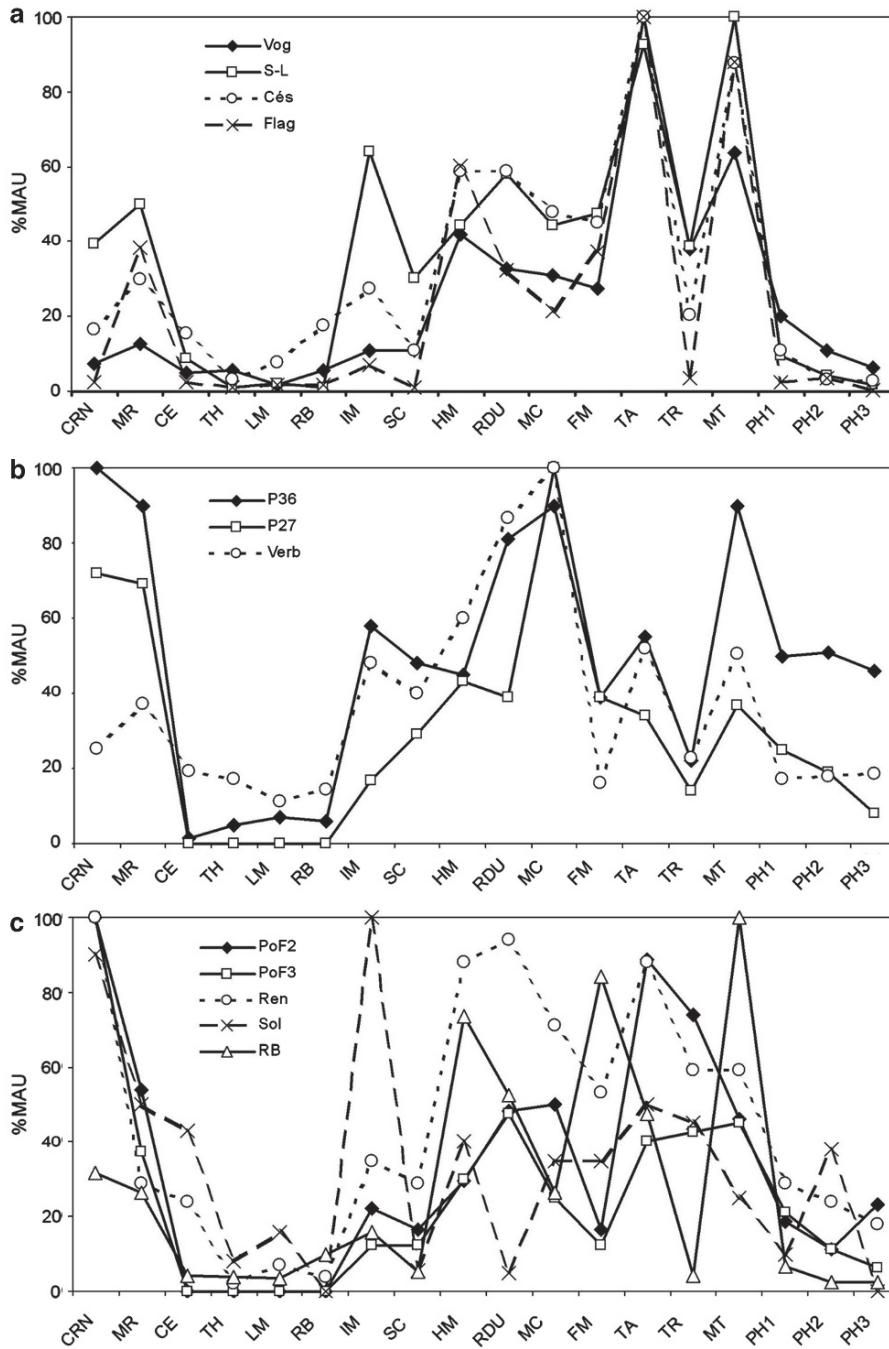 a
100
80
60
40
20
0
%MAU
Vog
S-L
Cés
Flag
CRN MR CE TH LM RB IM SC HM RDU MC FM TA TR MT PH1 PH2 PH3
b
100
80
60
40
20
0
%MAU
P36
P27
Verb
CRN MR CE TH LM RB IM SC HM RDU MC FM TA TR MT PH1 PH2 PH3
c
100
80
60
40
20
0
%MAU
PoF2
PoF3
Ren
Sol
RB
CRN MR CE TH LM RB IM SC HM RDU MC FM TA TR MT PH1 PH2 PH3